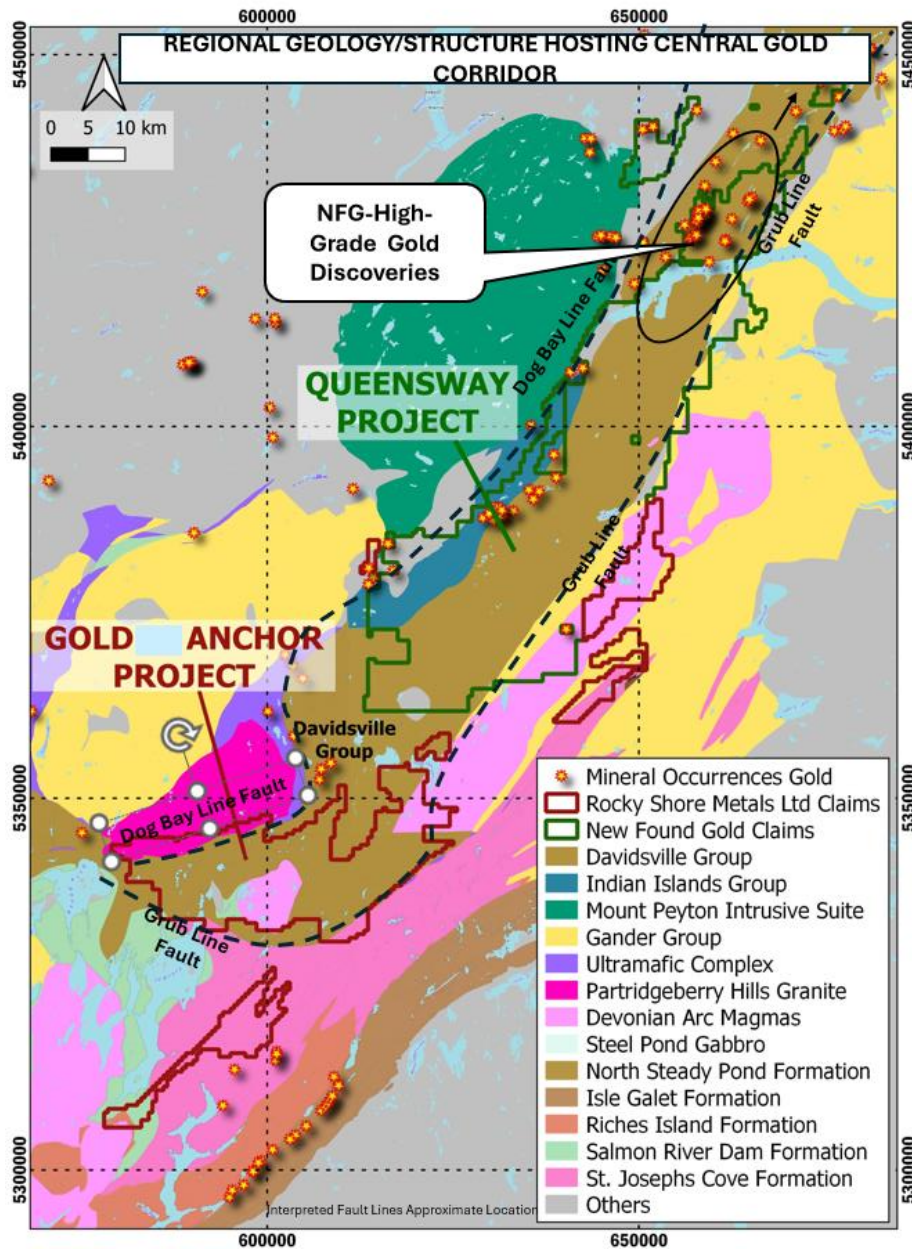 600000
650000
REGIONAL GEOLOGY/STRUCTURE HOSTING CENTRAL GOLD
CORRIDOR
5450000
5450000
0 5 10 km
NFG-High-
Grade Gold
Discoveries
Grub Line
Fault
Dog Bay Line Fault
QUEENSWAY
PROJECT
5400000
5400000
Grub Line
Fault
GOLD ANCHOR
PROJECT
Davidsville
Group
Dog Bay Line Fault
5350000
5350000
Grub Line
Fault
Mineral Occurrences Gold
Rocky Shore Metals Ltd Claims
New Found Gold Claims
Davidsville Group
Indian Islands Group
Mount Peyton Intrusive Suite
Gander Group
Ultramafic Complex
Partridgeberry Hills Granite
Devonian Arc Magmas
Steel Pond Gabbro
North Steady Pond Formation
Isle Galet Formation
Riches Island Formation
Salmon River Dam Formation
St. Josephs Cove Formation
Others
5300000
5300000
Interpreted Fault Lines Approximate Location
600000
650000